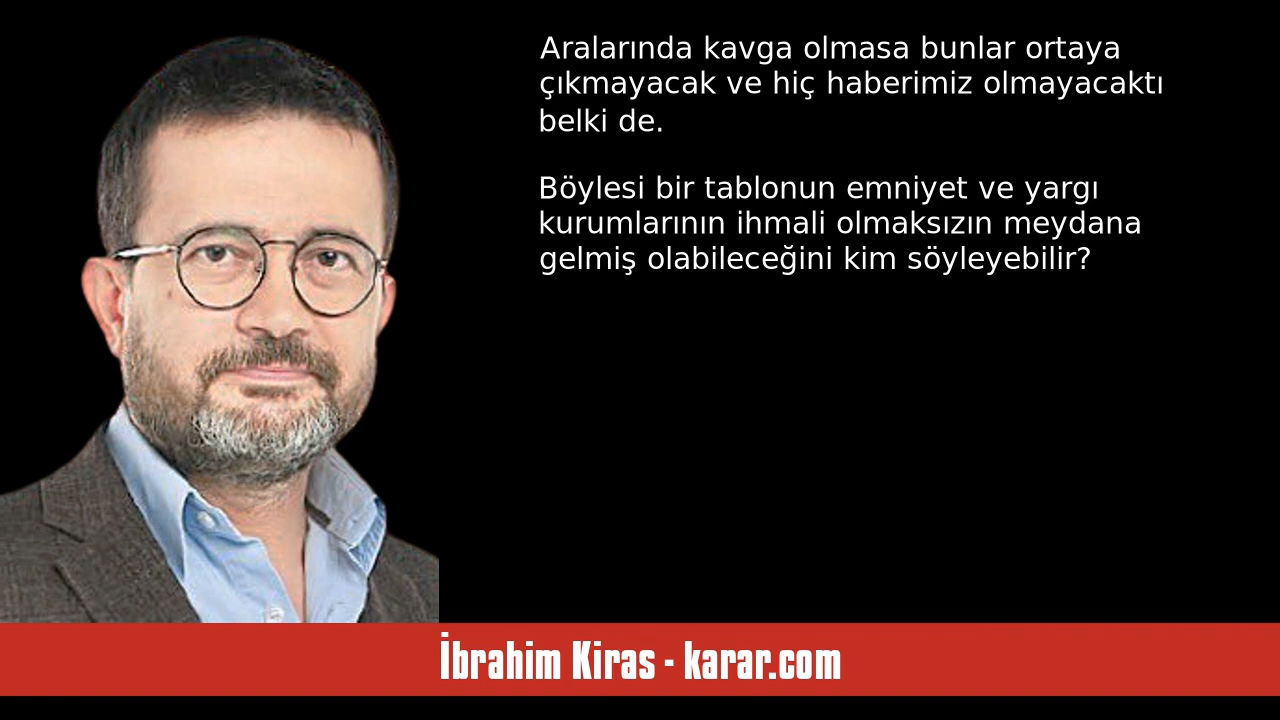 Aralarında kavga olmasa bunlar ortaya
çıkmayacak ve hiç haberimiz olmayacaktı
belki de.
Böylesi bir tablonun emniyet ve yargı
kurumlarının ihmali olmaksızın meydana
gelmiş olabileceğini kim söyleyebilir?
İbrahim Kiras - karar.com